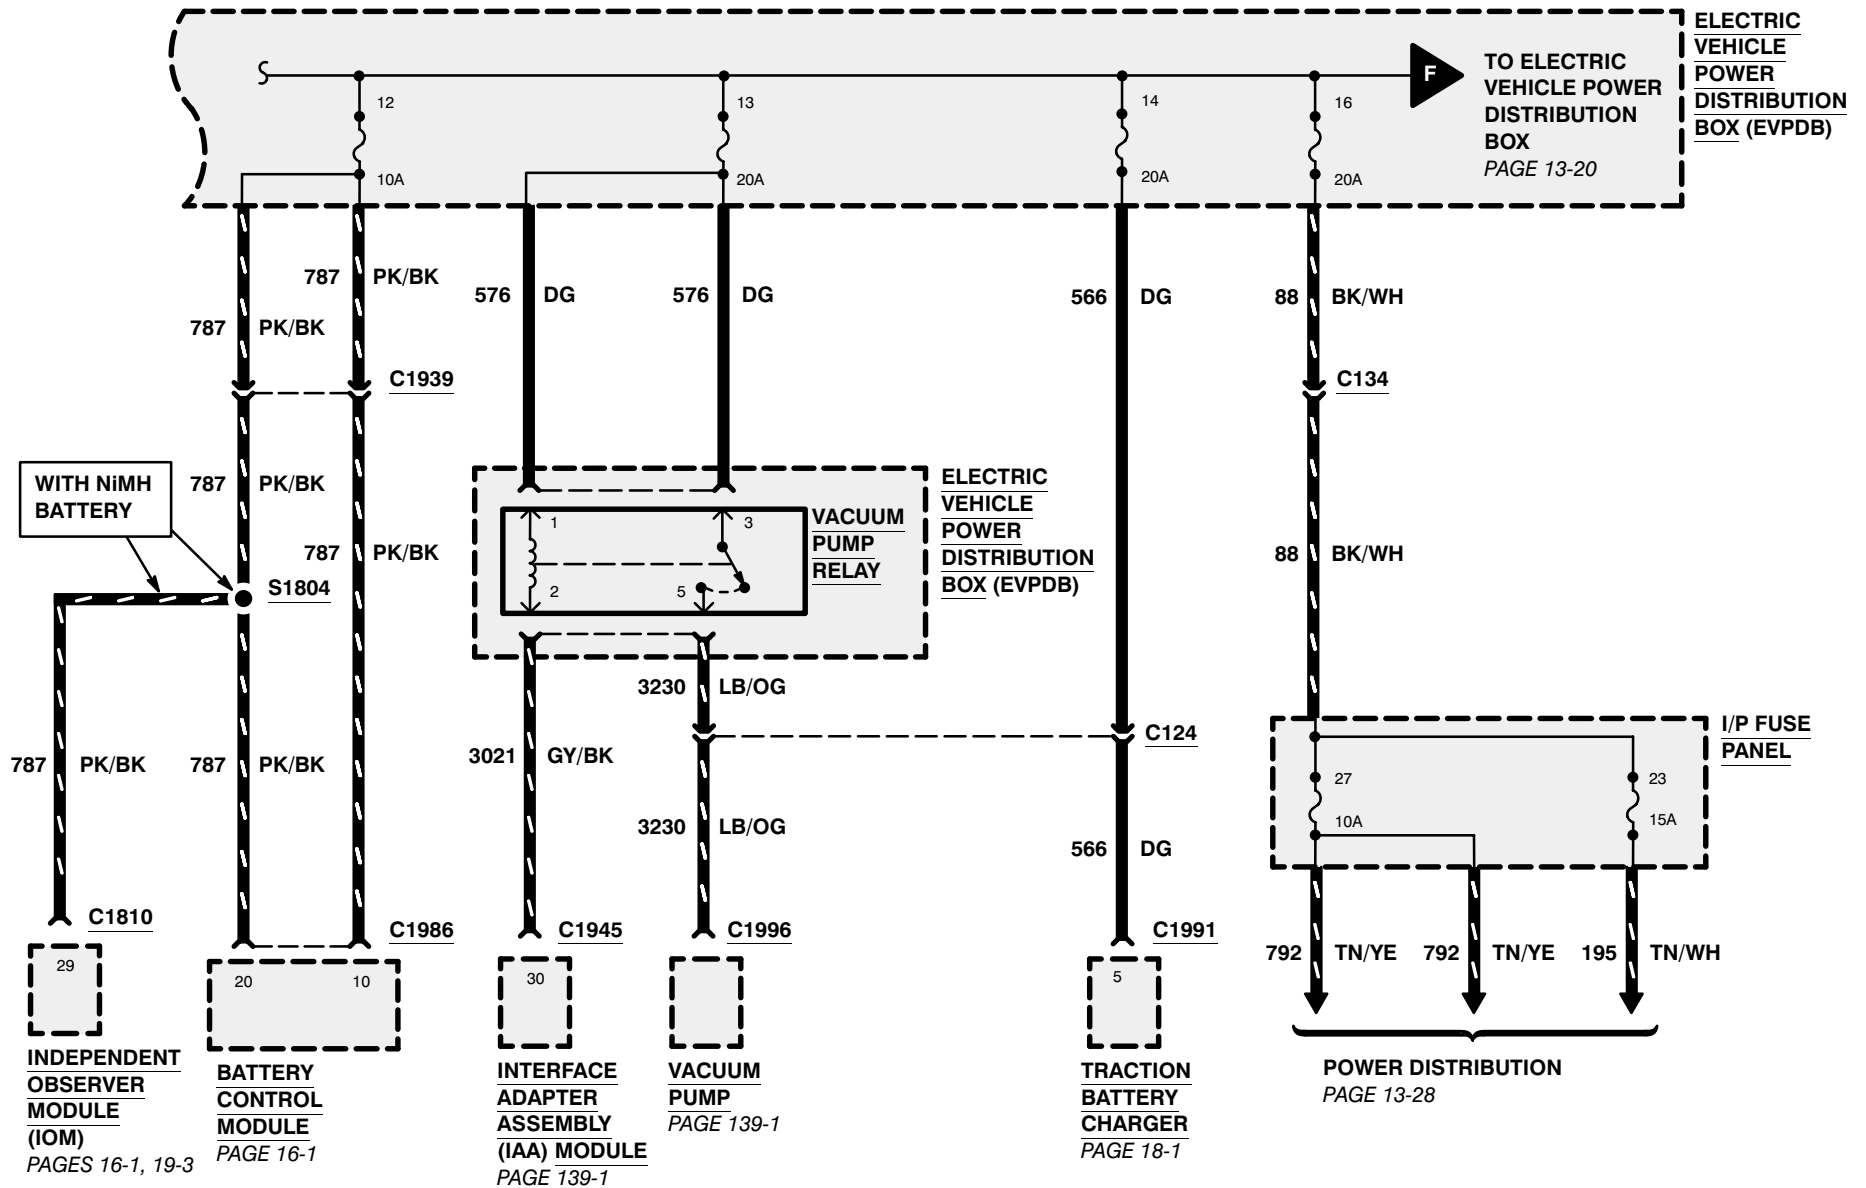 ELECTRIC
VEHICLE
POWER
DISTRIBUTION
BOX (EVPDB)
F
TO ELECTRIC
VEHICLE POWER
DISTRIBUTION
BOX
PAGE 13-20
12
13
14
16
10A
20A
20A
20A
787 PK/BK
576 DG
576 DG
566 DG
88 BK/WH
787 PK/BK
C1939
C134
WITH NiMH
BATTERY
787 PK/BK
787 PK/BK
88 BK/WH
S1804
1
3
2
5
VACUUM
PUMP
RELAY
ELECTRIC
VEHICLE
POWER
DISTRIBUTION
BOX (EVPDB)
3230 LB/OG
C124
I/P FUSE
PANEL
787 PK/BK
787 PK/BK
3021 GY/BK
27
23
10A
15A
3230 LB/OG
566 DG
C1810
C1986
C1945
C1996
C1991
792 TN/YE
792 TN/YE
195 TN/WH
29
20
10
30
5
INDEPENDENT
OBSERVER
MODULE
(IOM)
PAGES 16-1, 19-3
BATTERY
CONTROL
MODULE
PAGE 16-1
INTERFACE
ADAPTER
ASSEMBLY
(IAA) MODULE
PAGE 139-1
VACUUM
PUMP
PAGE 139-1
TRACTION
BATTERY
CHARGER
PAGE 18-1
POWER DISTRIBUTION
PAGE 13-28